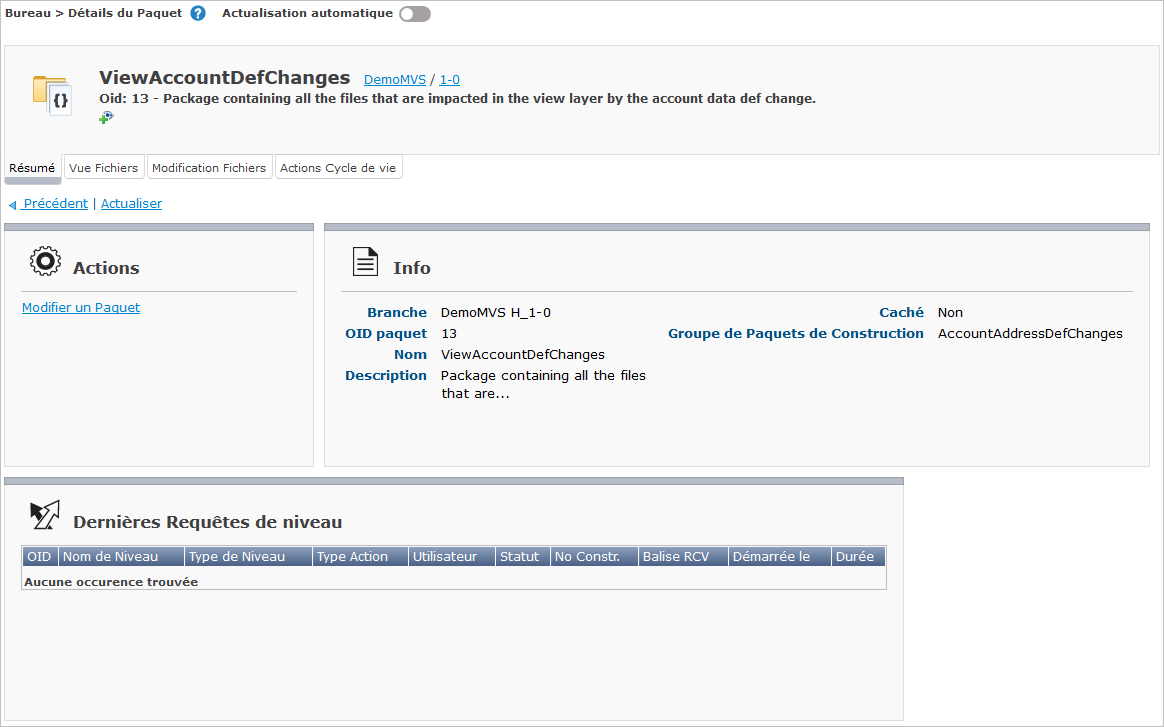 Bureau > Détails du Paquet ? Actualisation automatique
ViewAccountDefChanges DemoMVS / 1-0
Oid: 13 - Package containing all the files that are impacted in the view layer by the account data def change.
Résumé Vue Fichiers Modification Fichiers Actions Cycle de vie
Précédent | Actualiser
Actions
Modifier un Paquet
Info
Branche DemoMVS H_1-0
OID paquet 13
Nom ViewAccountDefChanges
Description Package containing all the files
that are...
Caché Non
Groupe de Paquets de Construction AccountAddressDefChanges
Dernières Requêtes de niveau
OID Nom de Niveau Type de Niveau Type Action Utilisateur Statut No Constr. Balise RCV Démarrée le Durée
Aucune occurence trouvée